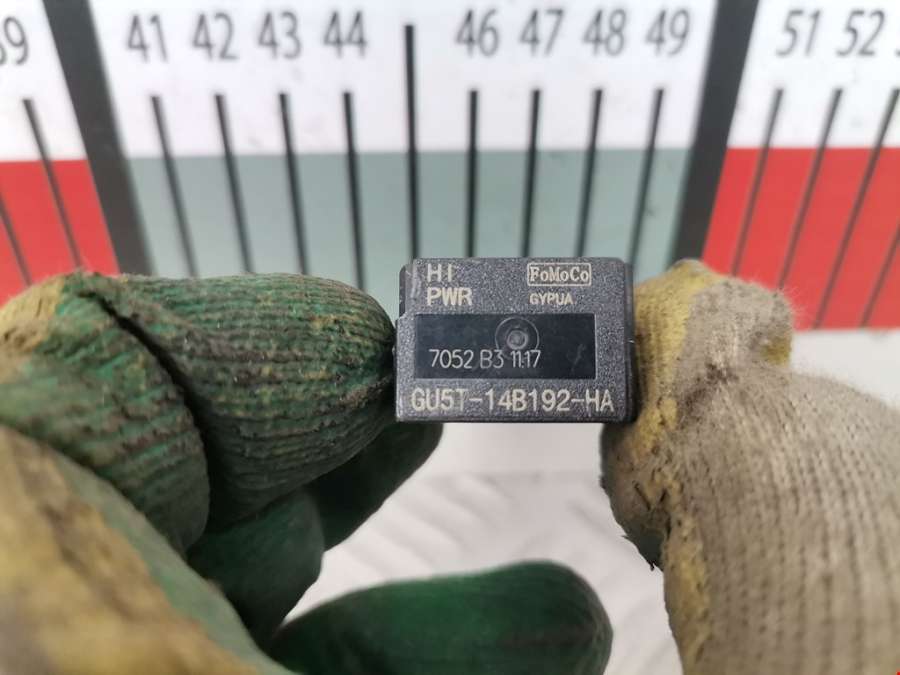 39 41 42 43 44 46 47 48 49 51 52
HI FoMoCo
PWR GYPUA
7052 B3 11.17
GU5T-14B192-HA